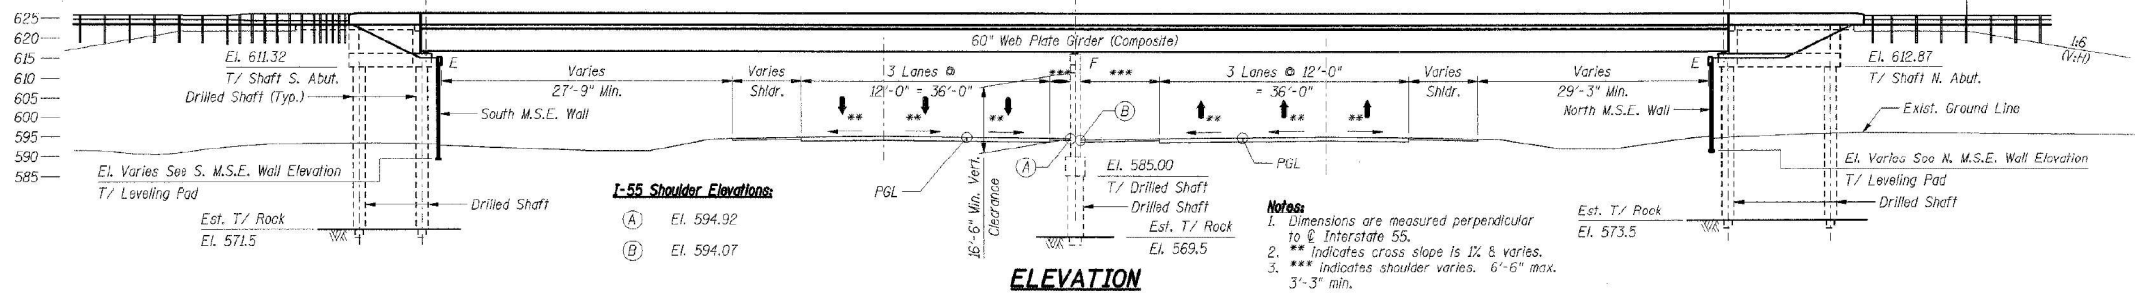 625
620
615
610
605
600
595
590
585
El. 611.32
T/ Shaft S. Abut.
Drilled Shaft (Typ.)
E
Varies
27'-9" Min.
Varies
Shldr.
3 Lanes @
12'-0" = 36'-0"
60" Web Plate Girder (Composite)
***
F
***
3 Lanes @ 12'-0"
= 36'-0"
Varies
Shldr.
Varies
29'-3" Min.
E
El. 612.87
T/ Shaft N. Abut.
1:6
(V:H)
South M.S.E. Wall
**
**
**
**
**
**
North M.S.E. Wall
Exist. Ground Line
B
A
PGL
PGL
16'-6" Min. Vert.
Clearance
El. Varies See S. M.S.E. Wall Elevation
T/ Leveling Pad
Drilled Shaft
Est. T/ Rock
El. 571.5
I-55 Shoulder Elevations:
A El. 594.92
B El. 594.07
El. 585.00
T/ Drilled Shaft
Drilled Shaft
Est. T/ Rock
El. 569.5
El. Varies See N. M.S.E. Wall Elevation
T/ Leveling Pad
Drilled Shaft
Est. T/ Rock
El. 573.5
Notes:
1. Dimensions are measured perpendicular
to ℄ Interstate 55.
2. ** Indicates cross slope is 1% & varies.
3. *** Indicates shoulder varies. 6'-6" max.
3'-3" min.
ELEVATION